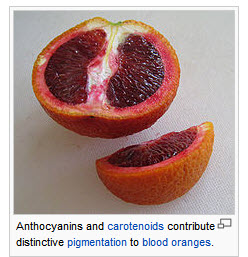 Anthocyanins and carotenoids contribute
distinctive pigmentation to blood oranges.